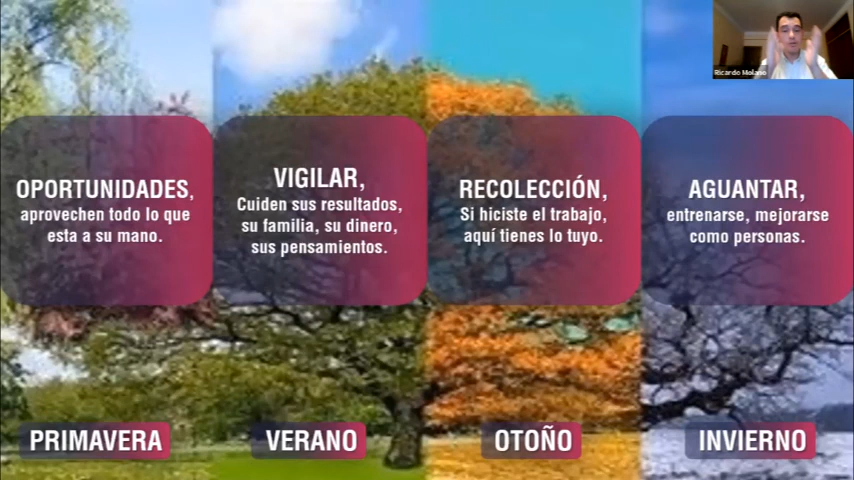 Ricardo Molano
OPORTUNIDADES,
aprovechen todo lo que
esta a su mano.
VIGILAR,
Cuiden sus resultados,
su familia, su dinero,
sus pensamientos.
RECOLECCIÓN,
Si hiciste el trabajo,
aquí tienes lo tuyo.
AGUANTAR,
entrenarse, mejorarse
como personas.
PRIMAVERA
VERANO
OTOÑO
INVIERNO